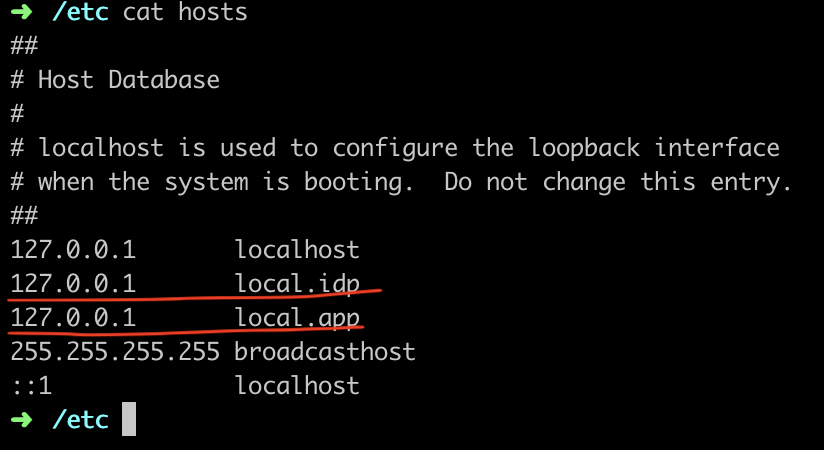 ➜ /etc cat hosts
##
# Host Database
#
# localhost is used to configure the loopback interface
# when the system is booting.  Do not change this entry.
##
127.0.0.1       localhost
127.0.0.1       local.idp
127.0.0.1       local.app
255.255.255.255 broadcasthost
::1             localhost
➜ /etc